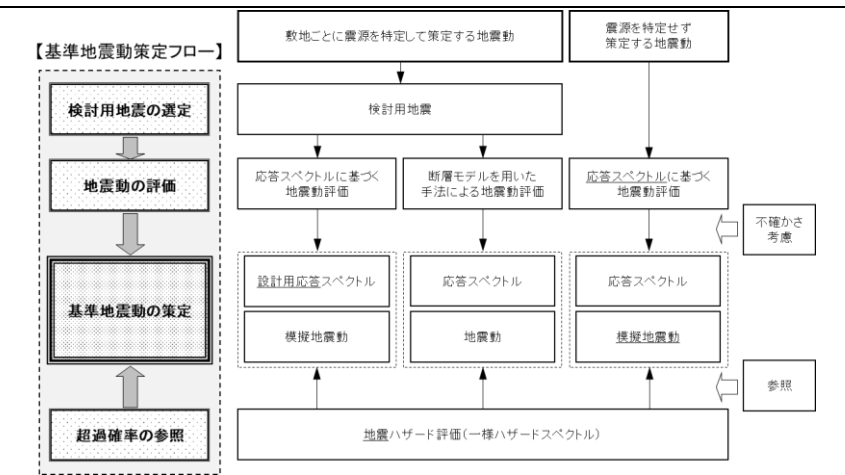 【基準地震動策定フロー】
検討用地震の選定
地震動の評価
基準地震動の策定
超過確率の参照
敷地ごとに震源を特定して策定する地震動
震源を特定せず
策定する地震動
検討用地震
応答スペクトルに基づく
地震動評価
断層モデルを用いた
手法による地震動評価
応答スペクトルに基づく
地震動評価
不確かさ
考慮
設計用応答スペクトル
応答スペクトル
応答スペクトル
模擬地震動
地震動
模擬地震動
参照
地震ハザード評価(一様ハザードスペクトル)